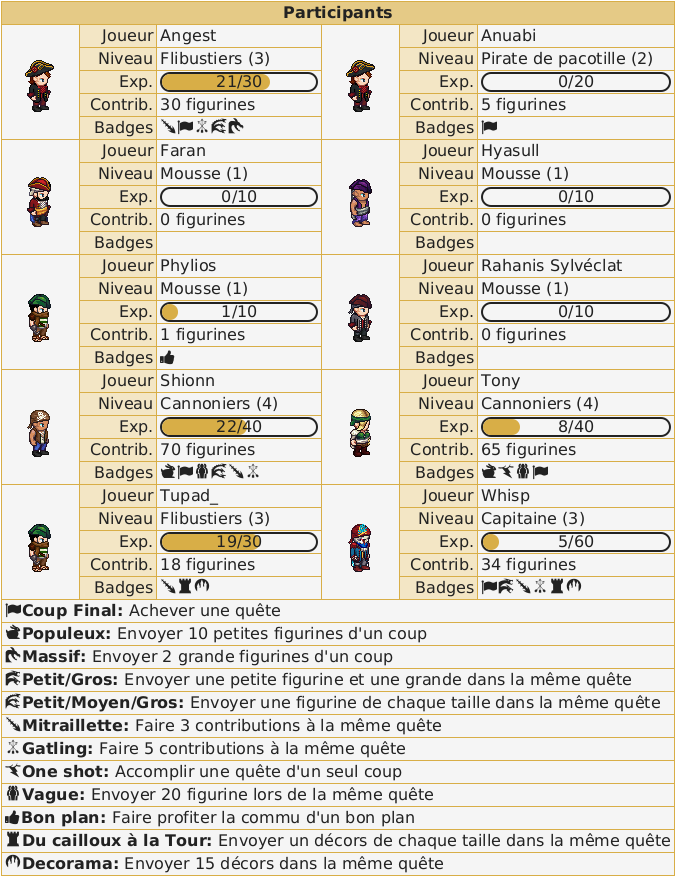 Participants
Joueur Angest
Niveau Flibustiers (3)
Exp. 21/30
Contrib. 30 figurines
Badges
Joueur Anuabi
Niveau Pirate de pacotille (2)
Exp. 0/20
Contrib. 5 figurines
Badges
Joueur Faran
Niveau Mousse (1)
Exp. 0/10
Contrib. 0 figurines
Badges
Joueur Hyasull
Niveau Mousse (1)
Exp. 0/10
Contrib. 0 figurines
Badges
Joueur Phylios
Niveau Mousse (1)
Exp. 1/10
Contrib. 1 figurines
Badges
Joueur Rahanis Sylvéclat
Niveau Mousse (1)
Exp. 0/10
Contrib. 0 figurines
Badges
Joueur Shionn
Niveau Cannoniers (4)
Exp. 22/40
Contrib. 70 figurines
Badges
Joueur Tony
Niveau Cannoniers (4)
Exp. 8/40
Contrib. 65 figurines
Badges
Joueur Tupad_
Niveau Flibustiers (3)
Exp. 19/30
Contrib. 18 figurines
Badges
Joueur Whisp
Niveau Capitaine (3)
Exp. 5/60
Contrib. 34 figurines
Badges
Coup Final: Achever une quête
Populeux: Envoyer 10 petites figurines d'un coup
Massif: Envoyer 2 grande figurines d'un coup
Petit/Gros: Envoyer une petite figurine et une grande dans la même quête
Petit/Moyen/Gros: Envoyer une figurine de chaque taille dans la même quête
Mitraillette: Faire 3 contributions à la même quête
Gatling: Faire 5 contributions à la même quête
One shot: Accomplir une quête d'un seul coup
Vague: Envoyer 20 figurine lors de la même quête
Bon plan: Faire profiter la commu d'un bon plan
Du cailloux à la Tour: Envoyer un décors de chaque taille dans la même quête
Decorama: Envoyer 15 décors dans la même quête